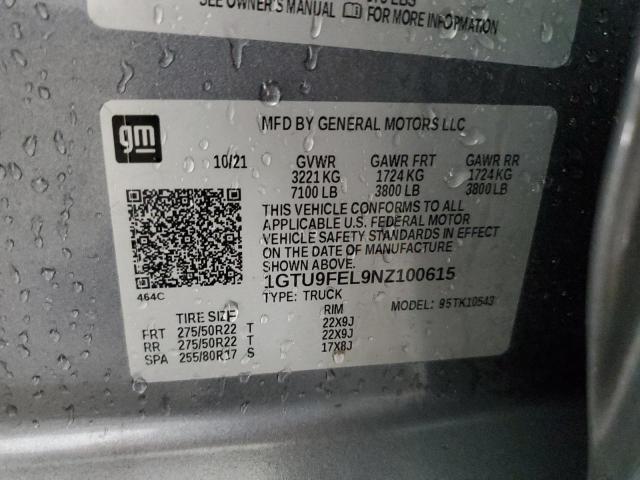 SEE OWNER'S MANUAL FOR MORE INFORMATION
gm
MFD BY GENERAL MOTORS LLC
10/21 GVWR GAWR FRT GAWR RR
3221 KG 1724 KG 1724 KG
7100 LB 3800 LB 3800 LB
THIS VEHICLE CONFORMS TO ALL
APPLICABLE U.S. FEDERAL MOTOR
VEHICLE SAFETY STANDARDS IN EFFECT
ON THE DATE OF MANUFACTURE
SHOWN
1GTU9FEL9NZ100615
464C
TYPE: TRUCK
MODEL: 95TK10543
TIRE SIZE RIM
FRT 275/50R22 T 22X9J
RR 275/50R22 T 22X9J
SPA 255/80R17 S 17X8J